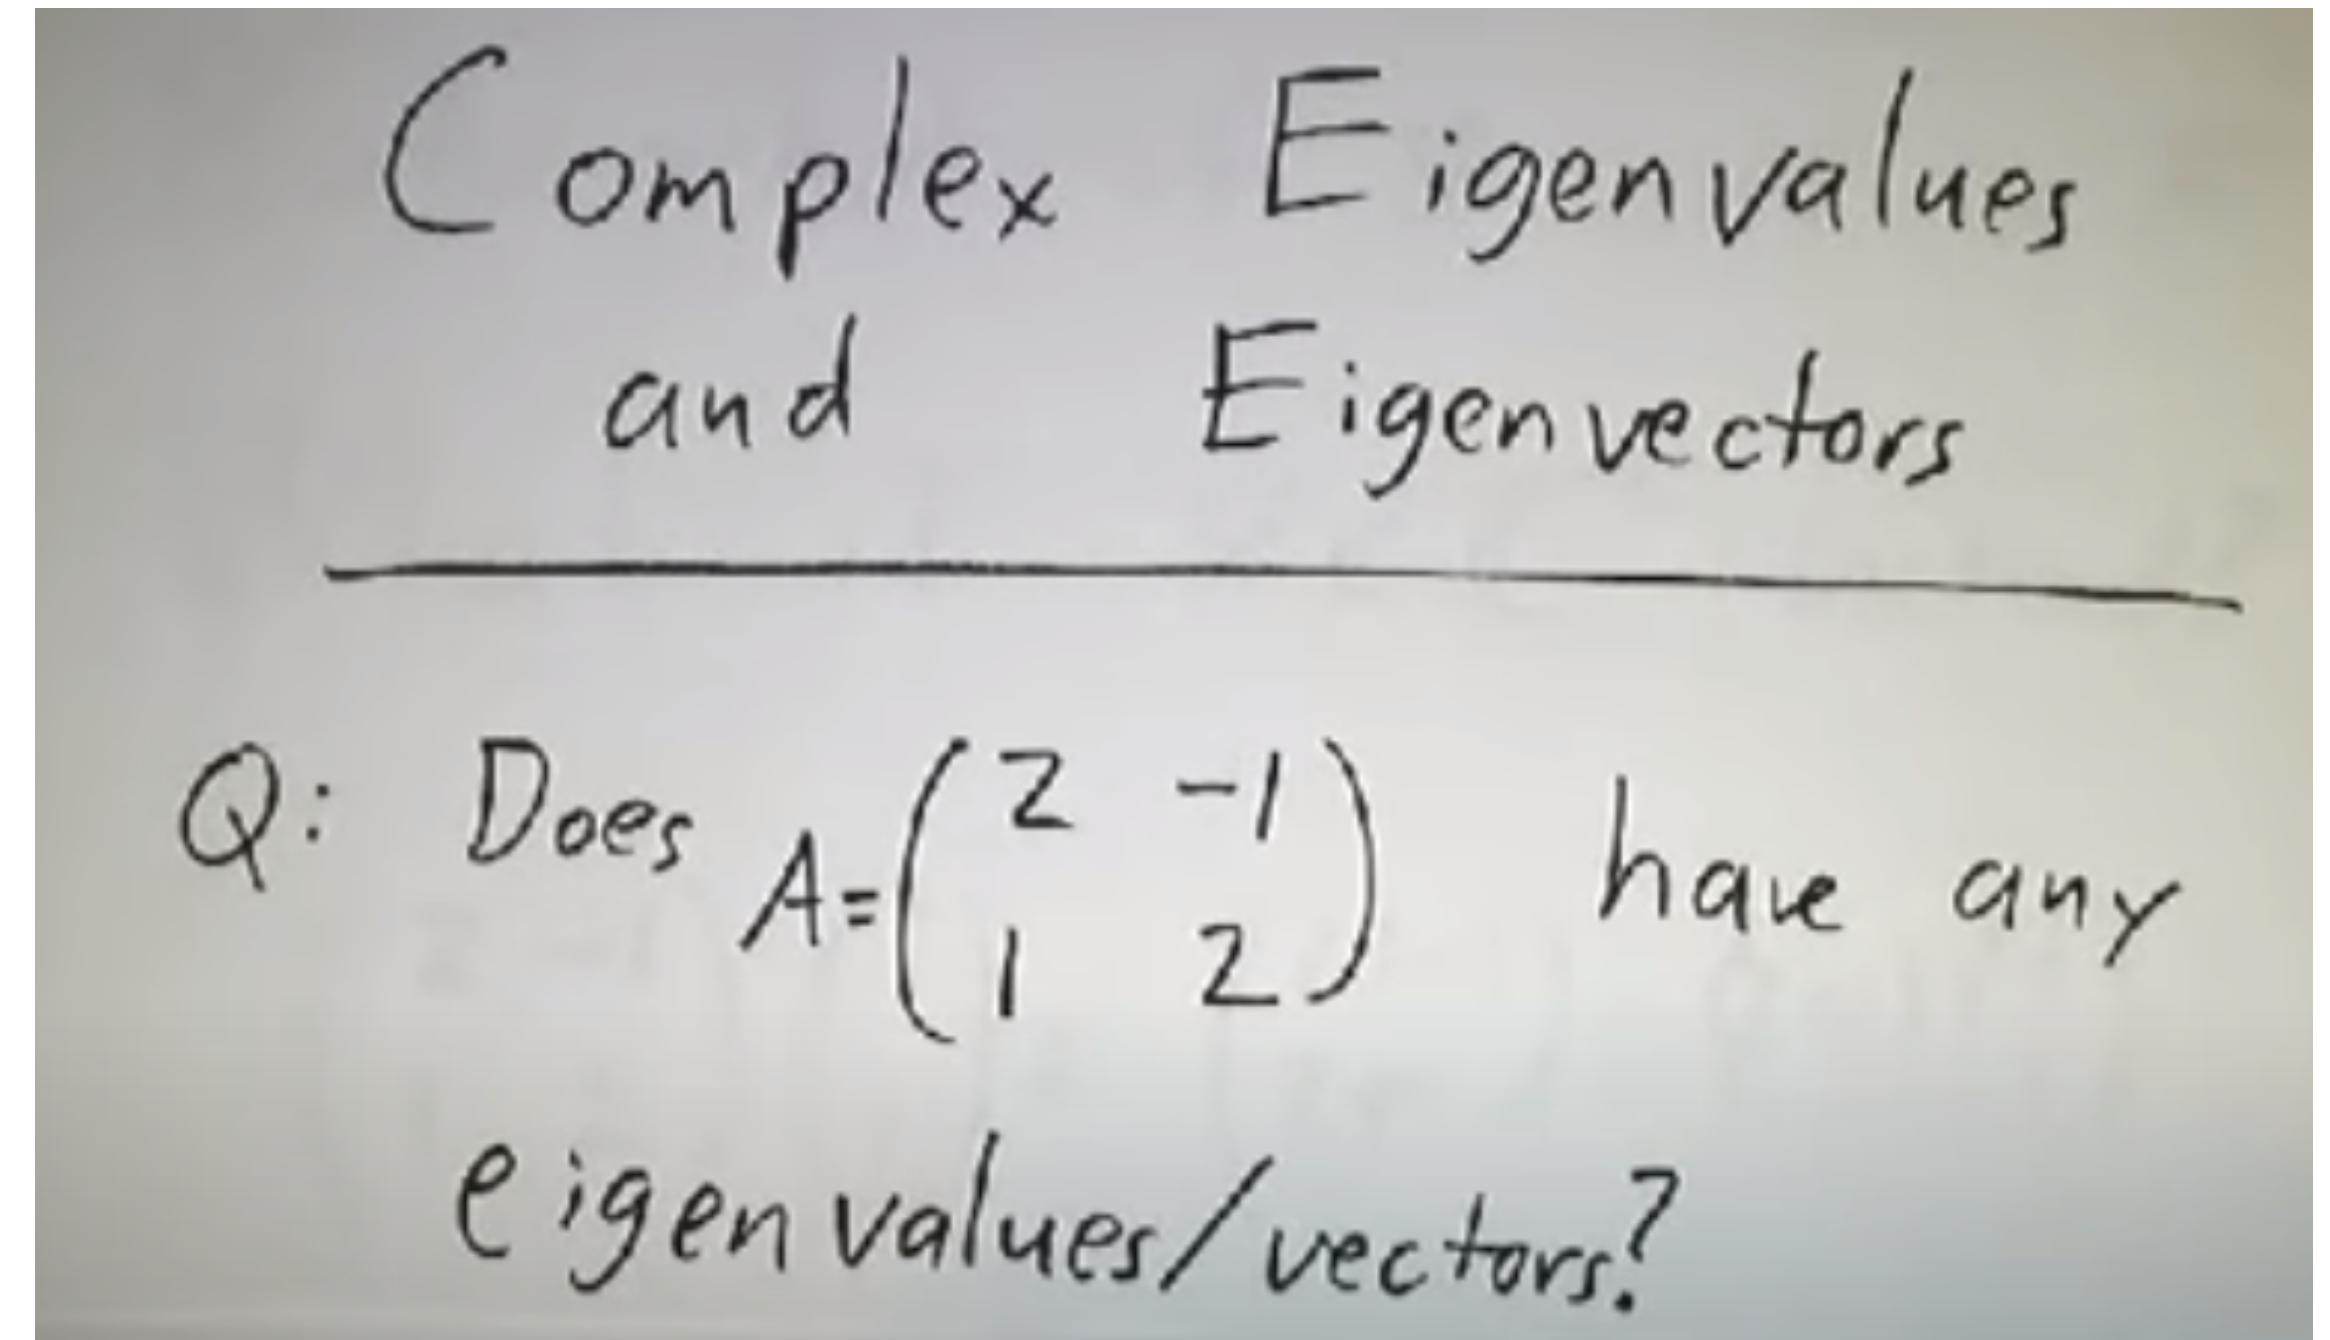 Complex Eigenvalues
and Eigenvectors
Q: Does A = (2 -1
1 2) have any
eigenvalues/vectors?